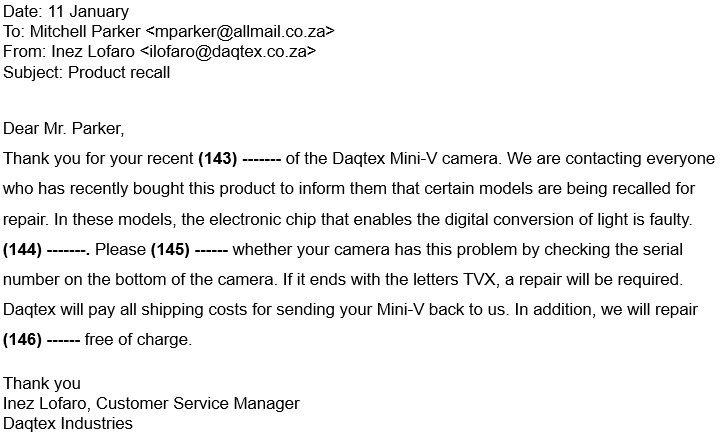 Date: 11 January
To: Mitchell Parker <mparker@allmail.co.za>
From: Inez Lofaro <ilofaro@daqtex.co.za>
Subject: Product recall
Dear Mr. Parker,
Thank you for your recent (143) ------- of the Daqtex Mini-V camera. We are contacting everyone
who has recently bought this product to inform them that certain models are being recalled for
repair. In these models, the electronic chip that enables the digital conversion of light is faulty.
(144) -------. Please (145) ------ whether your camera has this problem by checking the serial
number on the bottom of the camera. If it ends with the letters TVX, a repair will be required.
Daqtex will pay all shipping costs for sending your Mini-V back to us. In addition, we will repair
(146) ------ free of charge.
Thank you
Inez Lofaro, Customer Service Manager
Daqtex Industries